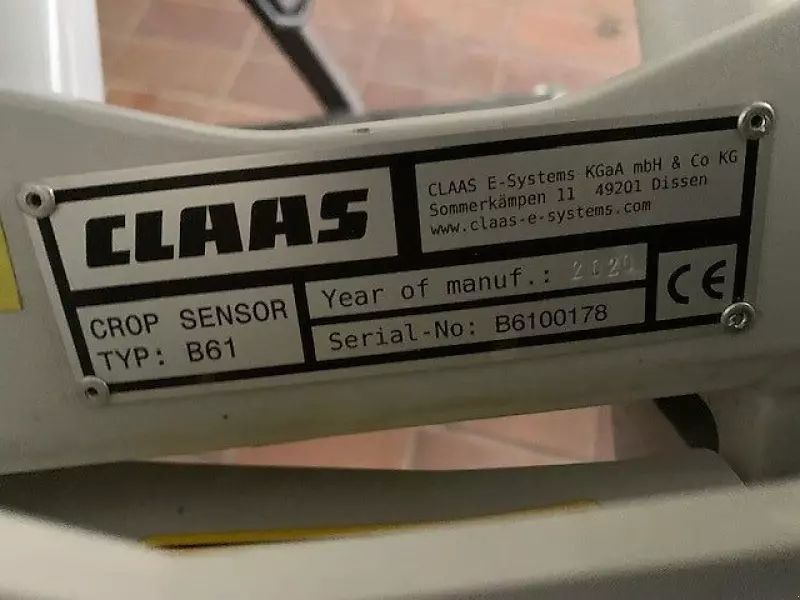 CLAAS
CLAAS E-Systems KGaA mbH & Co KG
Sommerkämpen 11 49201 Dissen
www.claas-e-systems.com
CROP SENSOR
TYP: B61
Year of manuf.: 2020
Serial-No: B6100178
CE